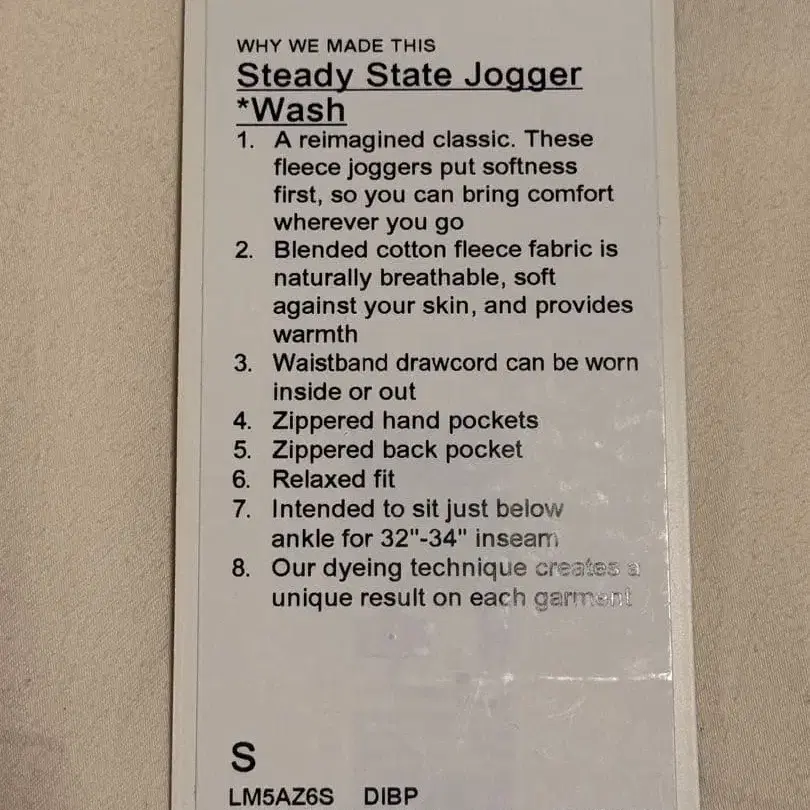 WHY WE MADE THIS
Steady State Jogger
*Wash
1. A reimagined classic. These
fleece joggers put softness
first, so you can bring comfort
wherever you go
2. Blended cotton fleece fabric is
naturally breathable, soft
against your skin, and provides
warmth
3. Waistband drawcord can be worn
inside or out
4. Zippered hand pockets
5. Zippered back pocket
6. Relaxed fit
7. Intended to sit just below
ankle for 32"-34" inseam
8. Our dyeing technique creates a
unique result on each garment
S
LM5AZ6S DIBP